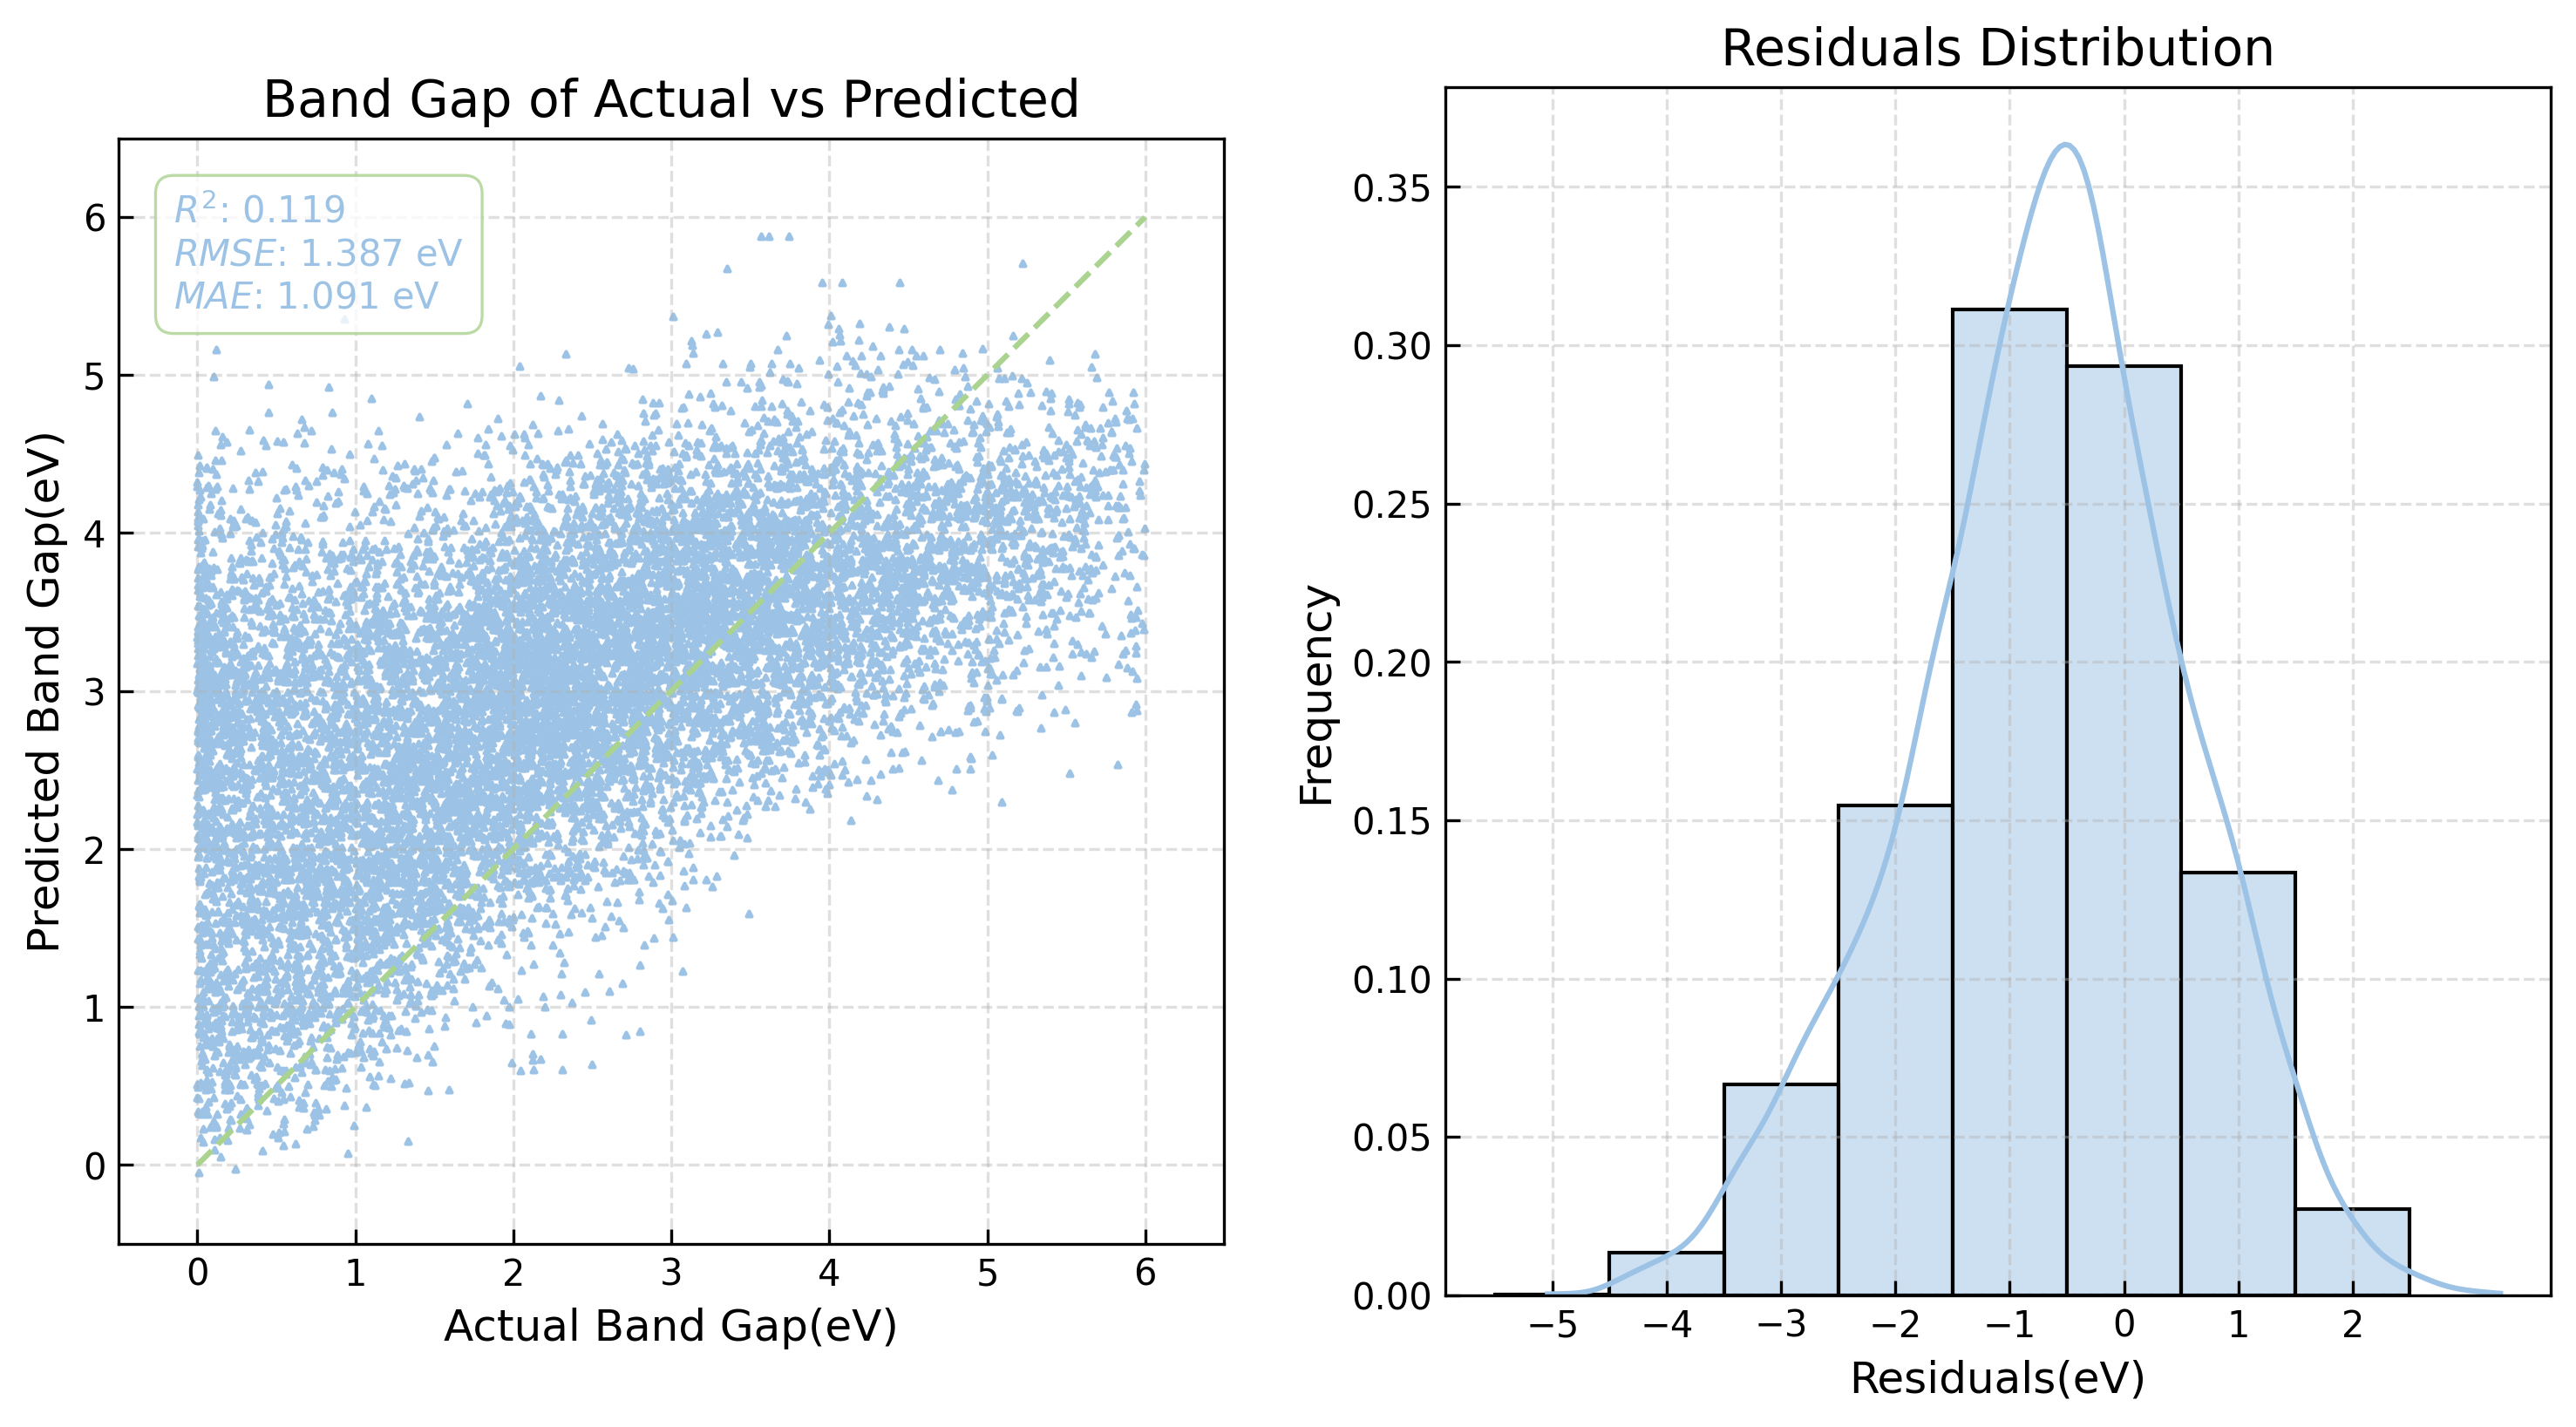 Band Gap of Actual vs Predicted
R²: 0.119
RMSE: 1.387 eV
MAE: 1.091 eV
Predicted Band Gap(eV)
6
5
4
3
2
1
0
0 1 2 3 4 5 6
Actual Band Gap(eV)
Residuals Distribution
Frequency
0.35
0.30
0.25
0.20
0.15
0.10
0.05
0.00
−5 −4 −3 −2 −1 0 1 2
Residuals(eV)